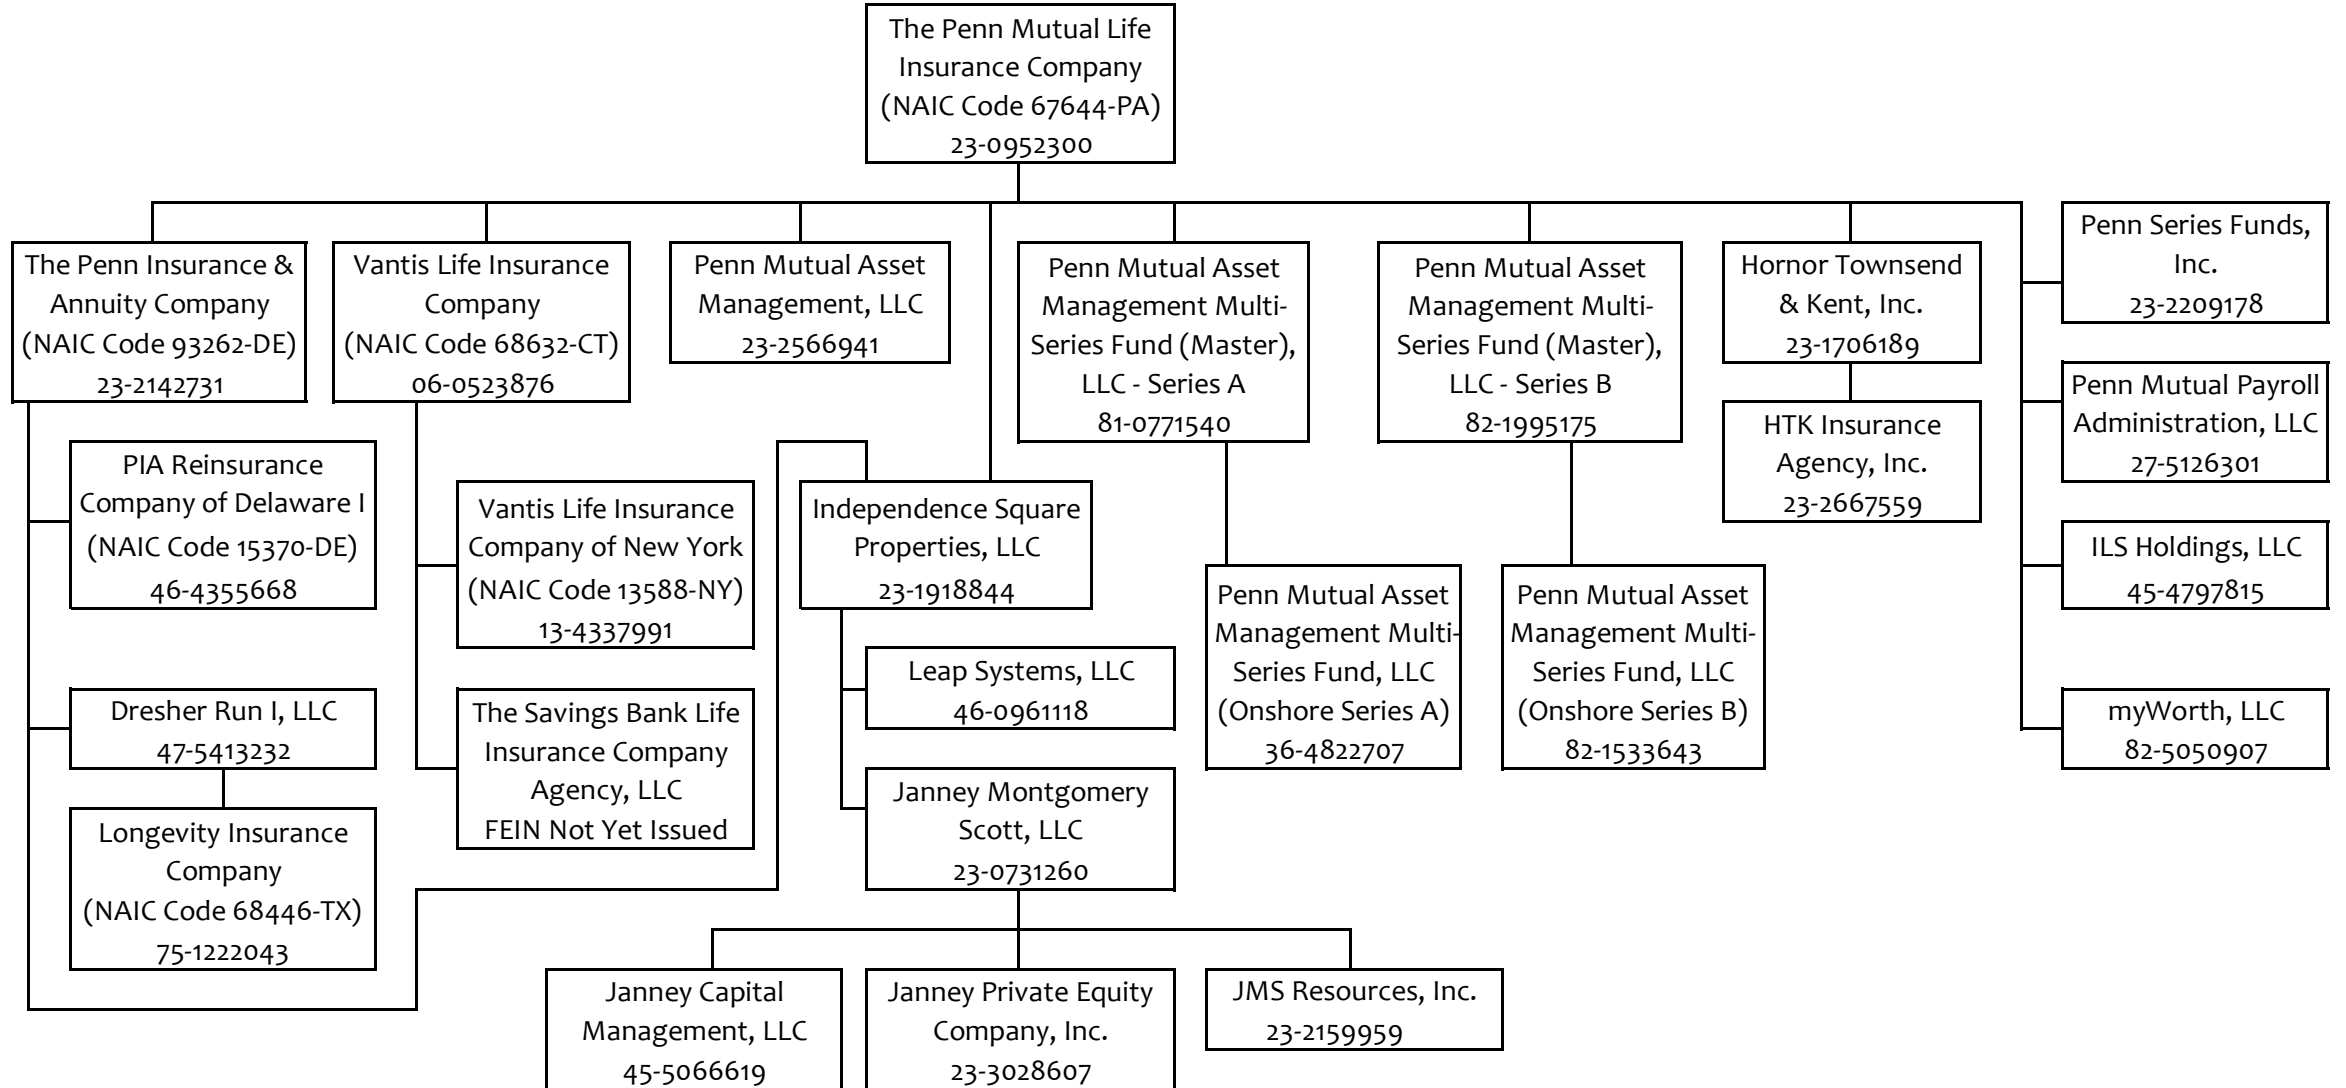 The Penn Mutual Life
Insurance Company
(NAIC Code 67644-PA)
23-0952300
The Penn Insurance &
Annuity Company
(NAIC Code 93262-DE)
23-2142731
Vantis Life Insurance
Company
(NAIC Code 68632-CT)
06-0523876
Penn Mutual Asset
Management, LLC
23-2566941
Penn Mutual Asset
Management Multi-
Series Fund (Master),
LLC - Series A
81-0771540
Penn Mutual Asset
Management Multi-
Series Fund (Master),
LLC - Series B
82-1995175
Hornor Townsend
& Kent, Inc.
23-1706189
Penn Series Funds,
Inc.
23-2209178
Penn Mutual Payroll
Administration, LLC
27-5126301
HTK Insurance
Agency, Inc.
23-2667559
PIA Reinsurance
Company of Delaware I
(NAIC Code 15370-DE)
46-4355668
Vantis Life Insurance
Company of New York
(NAIC Code 13588-NY)
13-4337991
Independence Square
Properties, LLC
23-1918844
Penn Mutual Asset
Management Multi-
Series Fund, LLC
(Onshore Series A)
36-4822707
Penn Mutual Asset
Management Multi-
Series Fund, LLC
(Onshore Series B)
82-1533643
ILS Holdings, LLC
45-4797815
Leap Systems, LLC
46-0961118
Dresher Run I, LLC
47-5413232
The Savings Bank Life
Insurance Company
Agency, LLC
FEIN Not Yet Issued
myWorth, LLC
82-5050907
Janney Montgomery
Scott, LLC
23-0731260
Longevity Insurance
Company
(NAIC Code 68446-TX)
75-1222043
Janney Capital
Management, LLC
45-5066619
Janney Private Equity
Company, Inc.
23-3028607
JMS Resources, Inc.
23-2159959